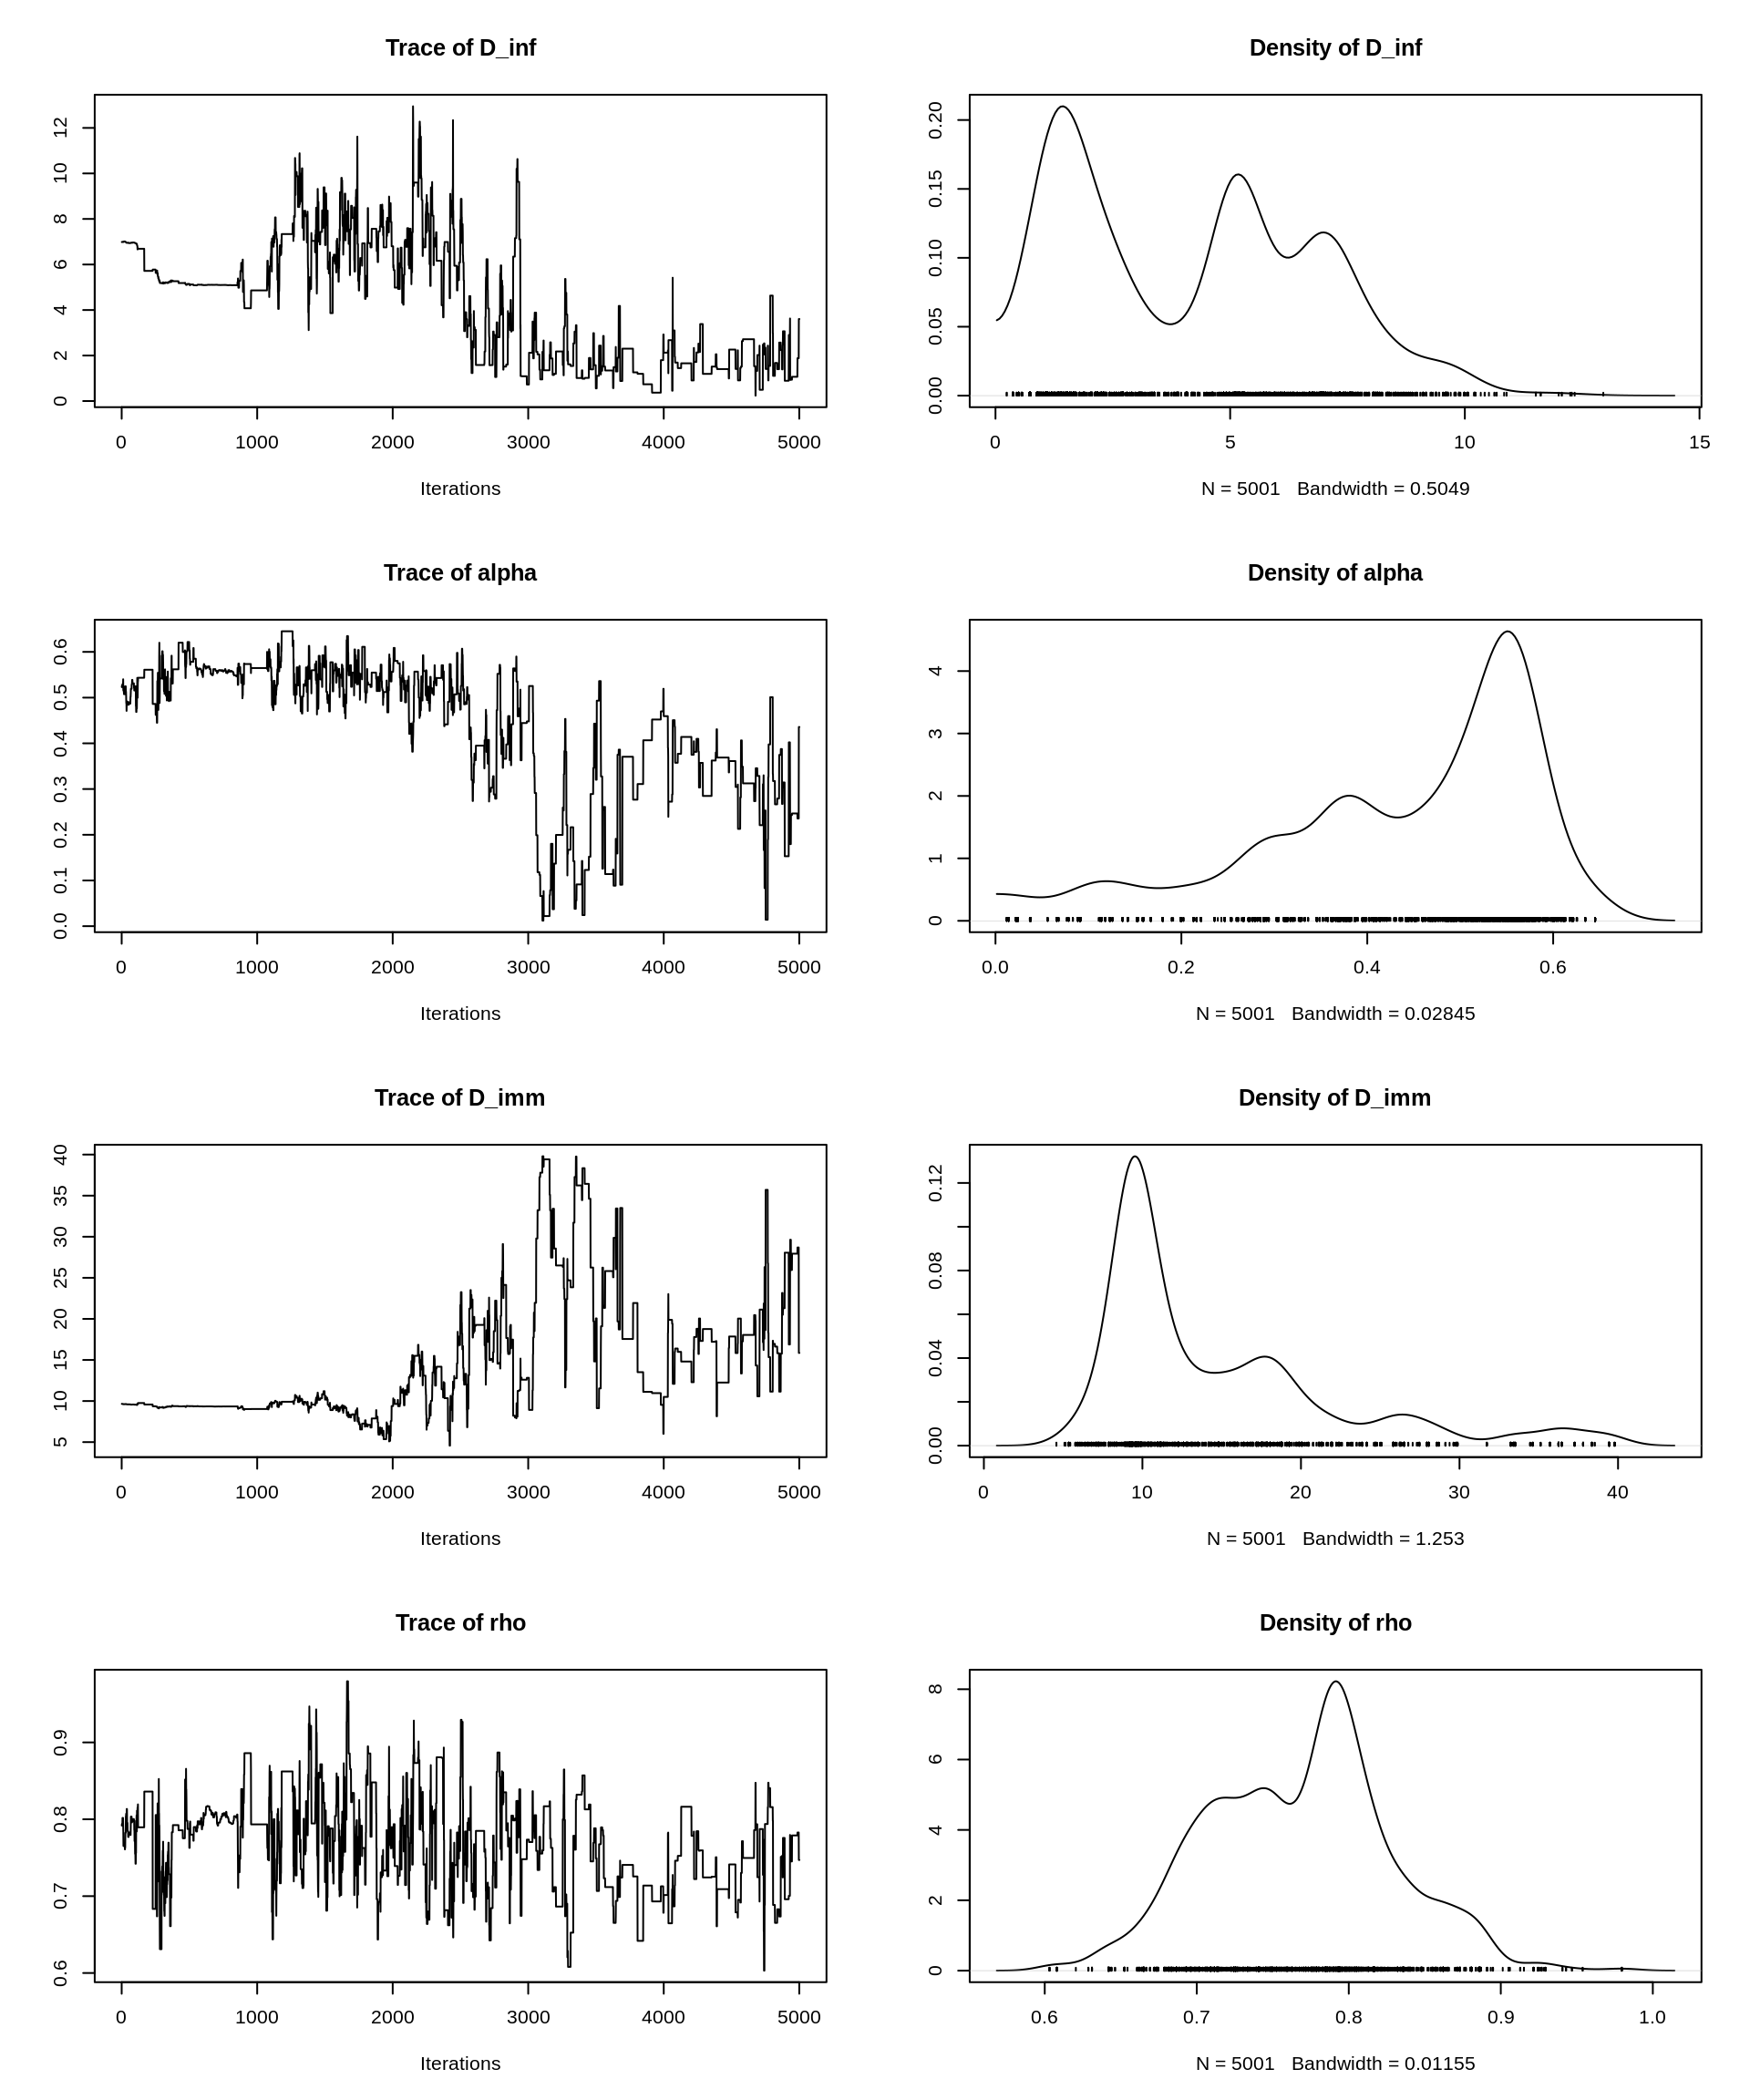 Trace of D_inf
Density of D_inf
0 2 4 6 8 10 12
0.00 0.05 0.10 0.15 0.20
0 1000 2000 3000 4000 5000
0 5 10 15
Iterations
N = 5001 Bandwidth = 0.5049
Trace of alpha
Density of alpha
0.0 0.1 0.2 0.3 0.4 0.5 0.6
0 1 2 3 4
0 1000 2000 3000 4000 5000
0.0 0.2 0.4 0.6
Iterations
N = 5001 Bandwidth = 0.02845
Trace of D_imm
Density of D_imm
5 10 15 20 25 30 35 40
0.00 0.04 0.08 0.12
0 1000 2000 3000 4000 5000
0 10 20 30 40
Iterations
N = 5001 Bandwidth = 1.253
Trace of rho
Density of rho
0.6 0.7 0.8 0.9
0 2 4 6 8
0 1000 2000 3000 4000 5000
0.6 0.7 0.8 0.9 1.0
Iterations
N = 5001 Bandwidth = 0.01155